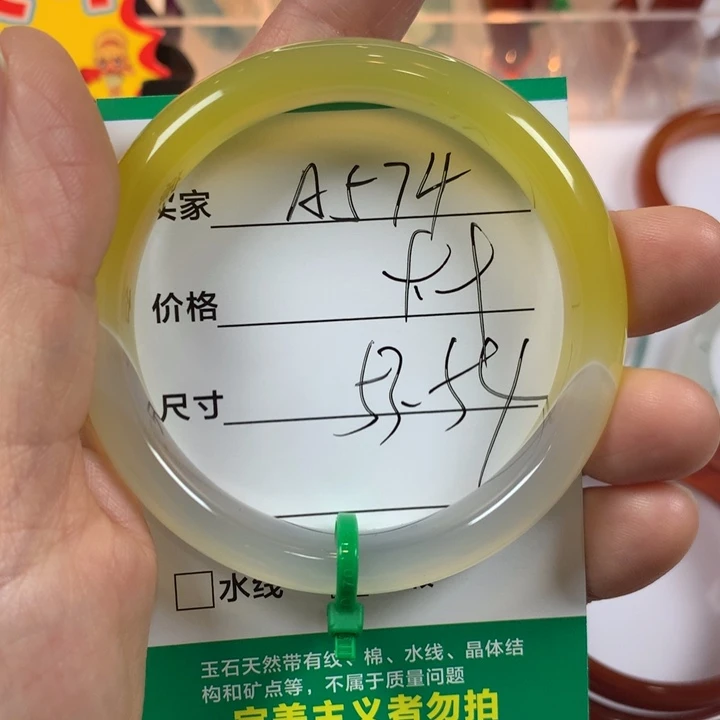 家 A574
价格
尺寸 53-54
水线
玉石天然带有纹、棉、水线、晶体结
构和矿点等，不属于质量问题
完美主义者勿拍